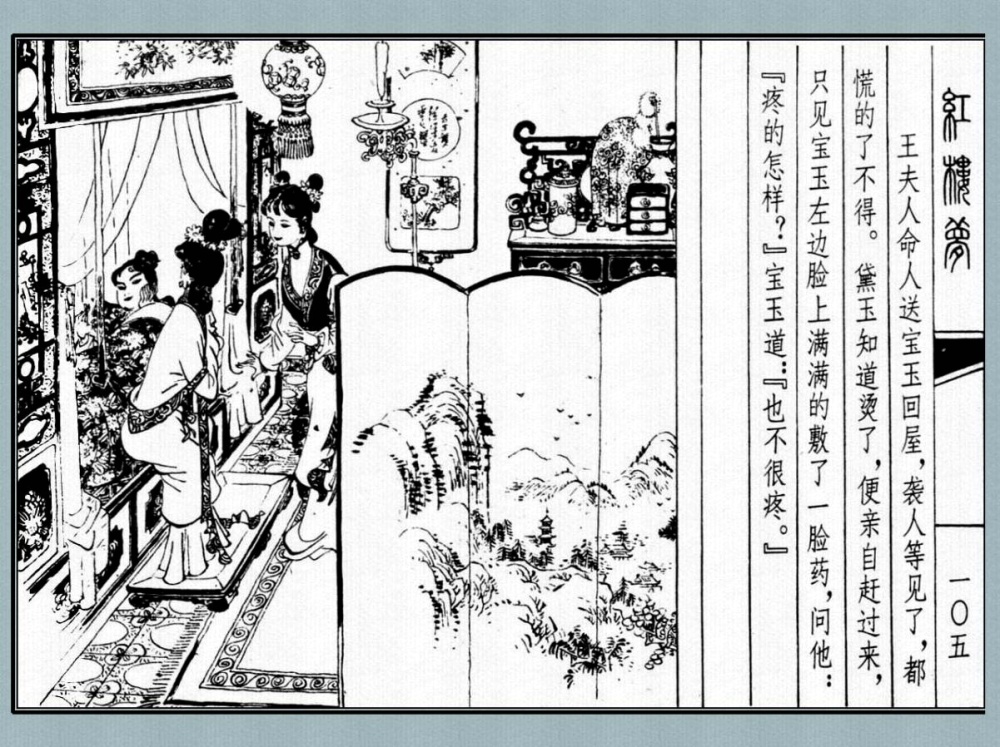 紅樓夢
一〇五
王夫人命人送宝玉回屋，袭人等见了，都
慌的了不得。黛玉知道烫了，便亲自赶过来，
只见宝玉左边脸上满满的敷了一脸药，问他：
『疼的怎样？』宝玉道：『也不很疼。』